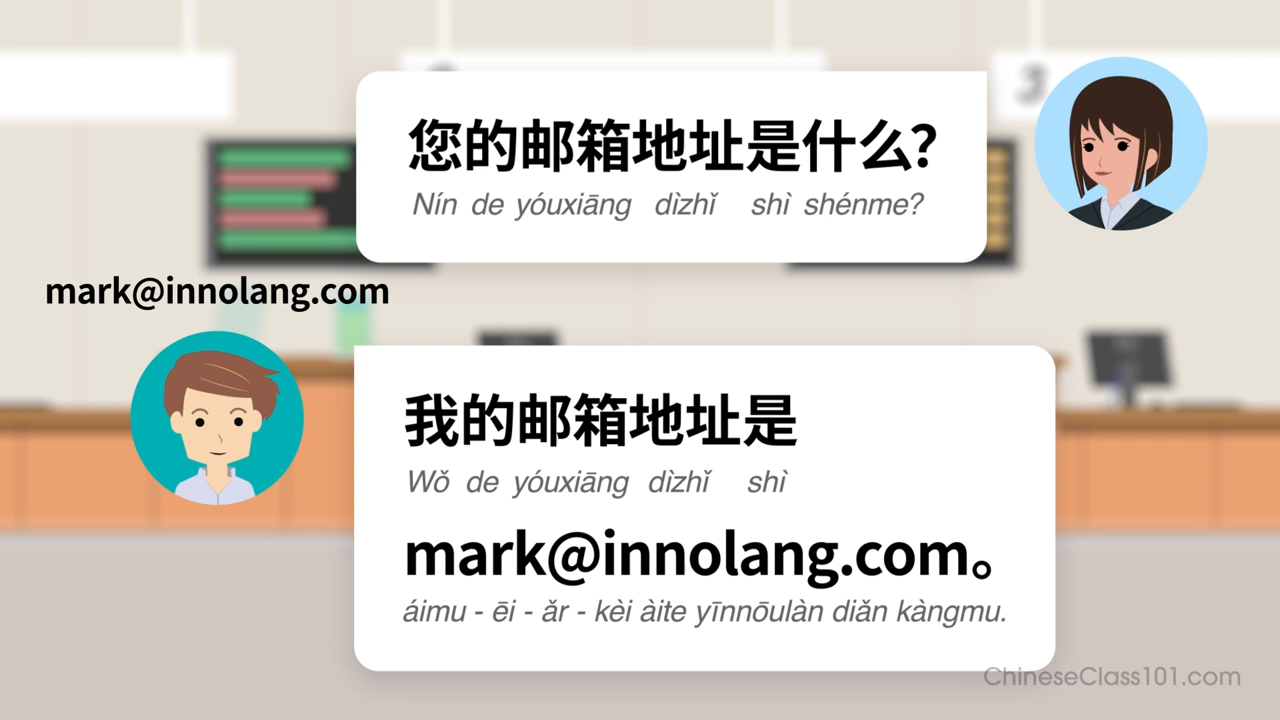 3
您的邮箱地址是什么?
Nín de yóuxiāng dìzhǐ shì shénme?
mark@innolang.com
我的邮箱地址是
Wǒ de yóuxiāng dìzhǐ shì
mark@innolang.com。
áimu - ēi - ǎr - kèi àite yīnnōulàn diǎn kàngmu.
ChineseClass101.com